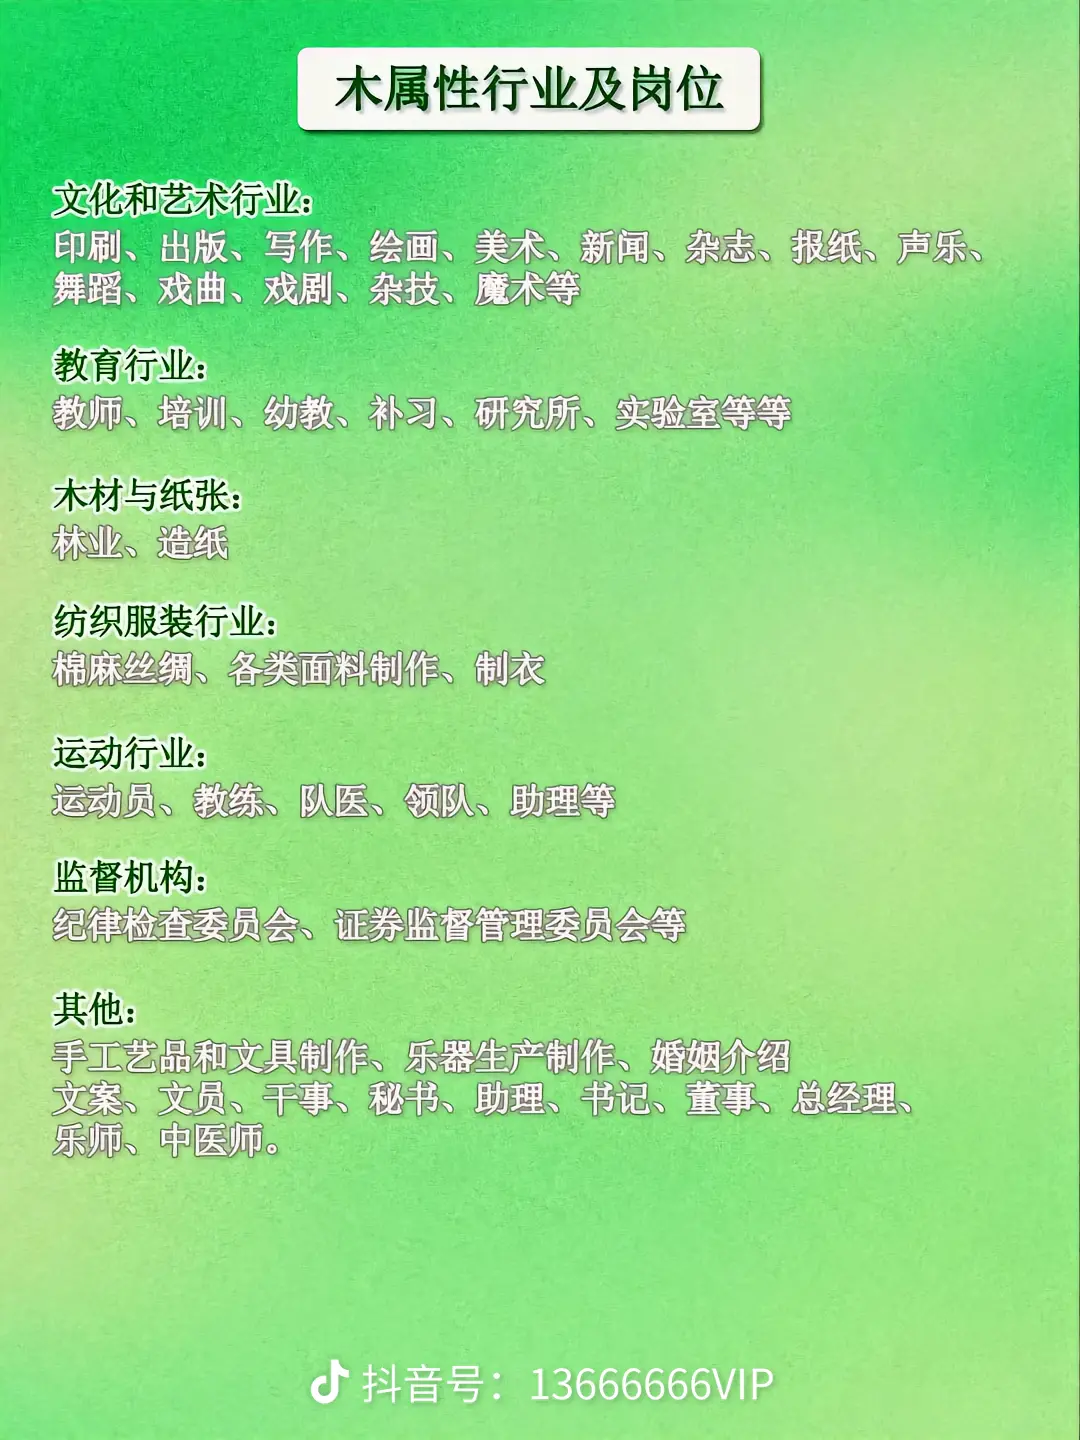 木属性行业及岗位
文化和艺术行业：
印刷、出版、写作、绘画、美术、新闻、杂志、报纸、声乐、
舞蹈、戏曲、戏剧、杂技、魔术等
教育行业：
教师、培训、幼教、补习、研究所、实验室等等
木材与纸张：
林业、造纸
纺织服装行业：
棉麻丝绸、各类面料制作、制衣
运动行业：
运动员、教练、队医、领队、助理等
监督机构：
纪律检查委员会、证券监督管理委员会等
其他：
手工艺品和文具制作、乐器生产制作、婚姻介绍
文案、文员、干事、秘书、助理、书记、董事、总经理、
乐师、中医师。
抖音号：13666666VIP